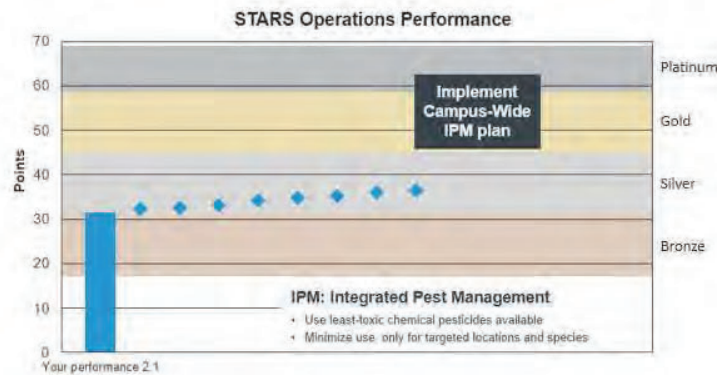 STARS Operations Performance
70
60
50
40
30
20
10
0
Points
Platinum
Gold
Silver
Bronze
Implement
Campus-Wide
IPM plan
IPM: Integrated Pest Management
• Use least-toxic chemical pesticides available
• Minimize use only for targeted locations and species
Your performance 2.1